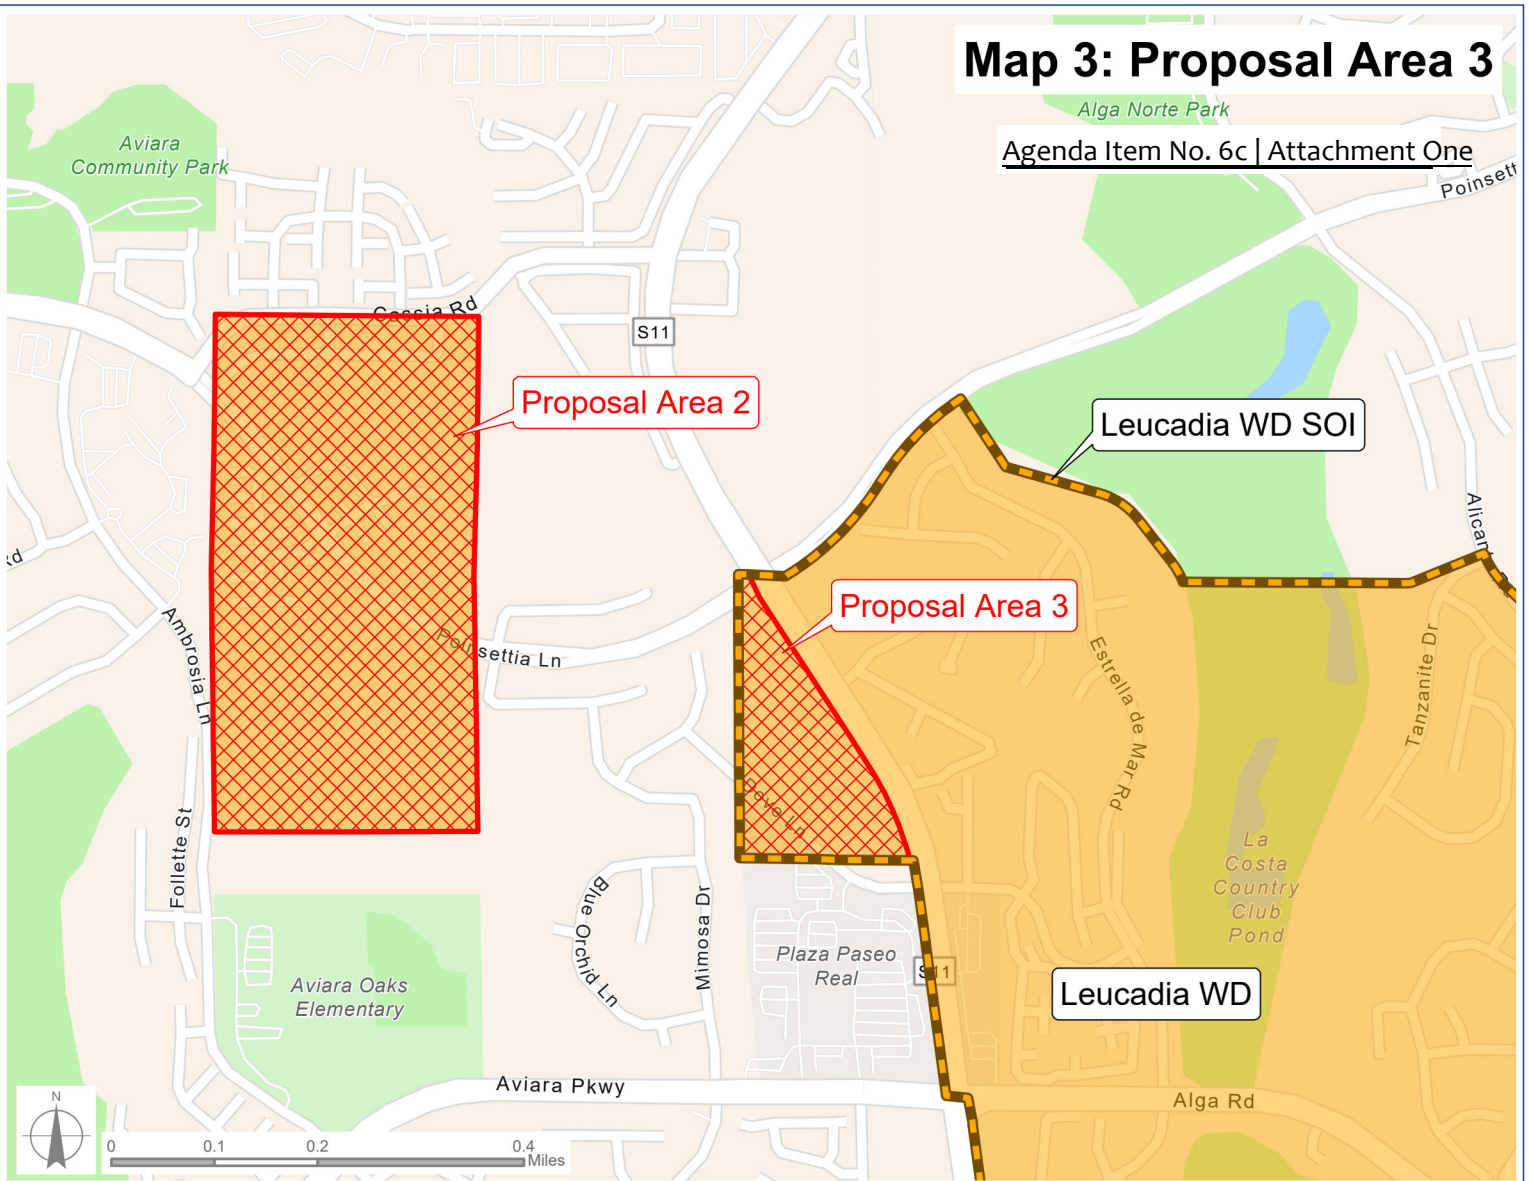 Map 3: Proposal Area 3
Alga Norte Park
Agenda Item No. 6c | Attachment One
Aviara
Community Park
Poinsett
Cassia Rd
S11
Proposal Area 2
Leucadia WD SOI
Rd
Alicant
Proposal Area 3
Ambrosia Ln
Poinsettia Ln
Estrella de Mar Rd
Tanzanite Dr
Dove Ln
Follette St
La
Costa
Country
Club
Pond
Blue Orchid Ln
Mimosa Dr
Plaza Paseo
Real
S11
Aviara Oaks
Elementary
Leucadia WD
Aviara Pkwy
Alga Rd
N
0 0.1 0.2 0.4
Miles